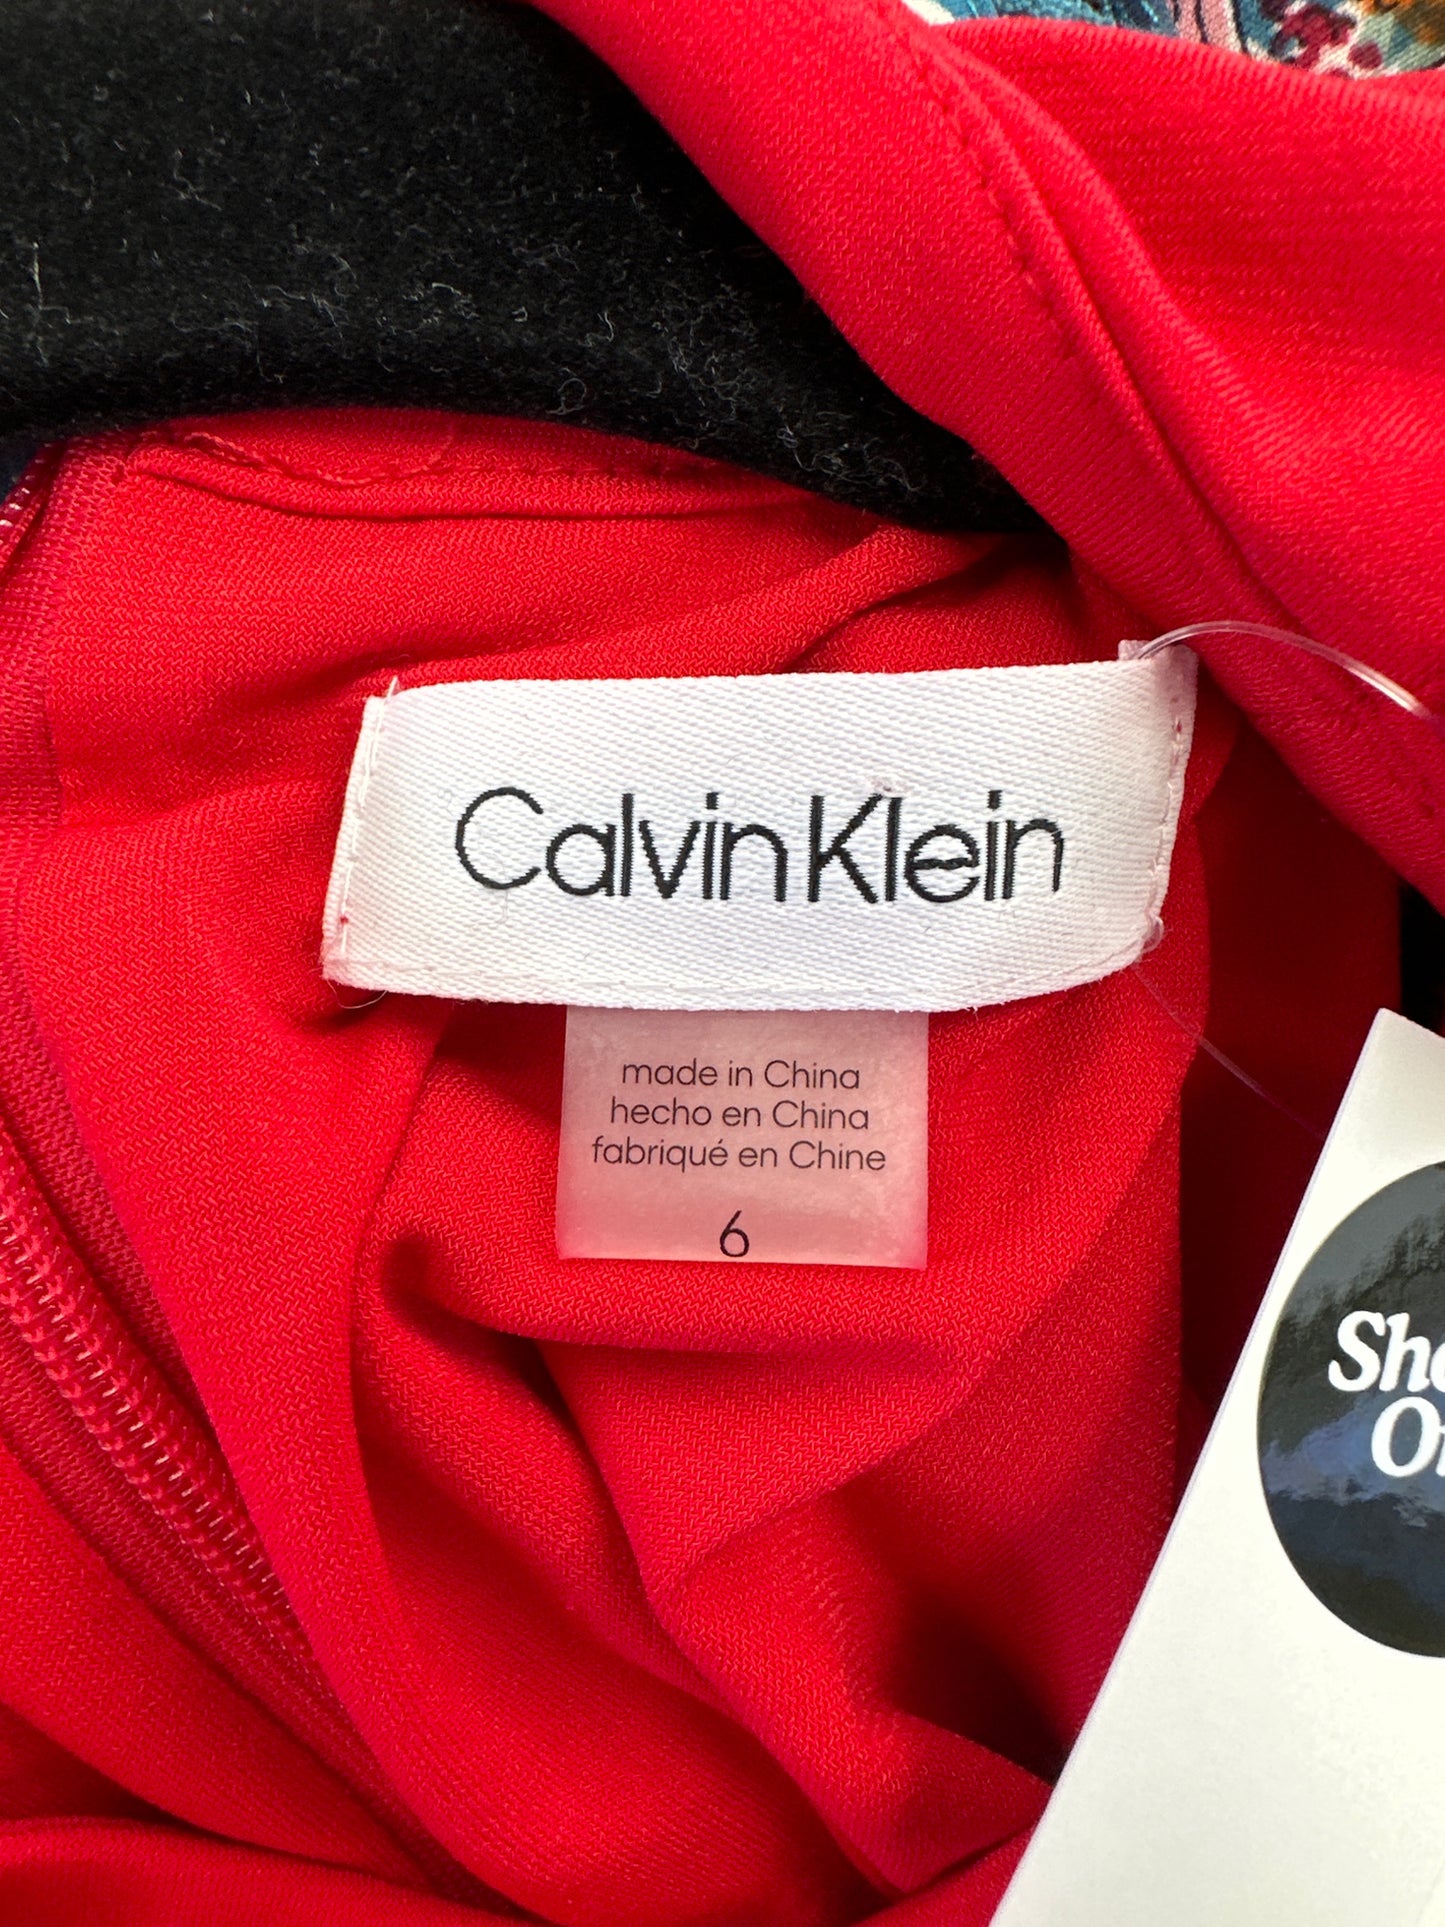 Calvin Klein
made in China
hecho en China
fabriqué en Chine
6